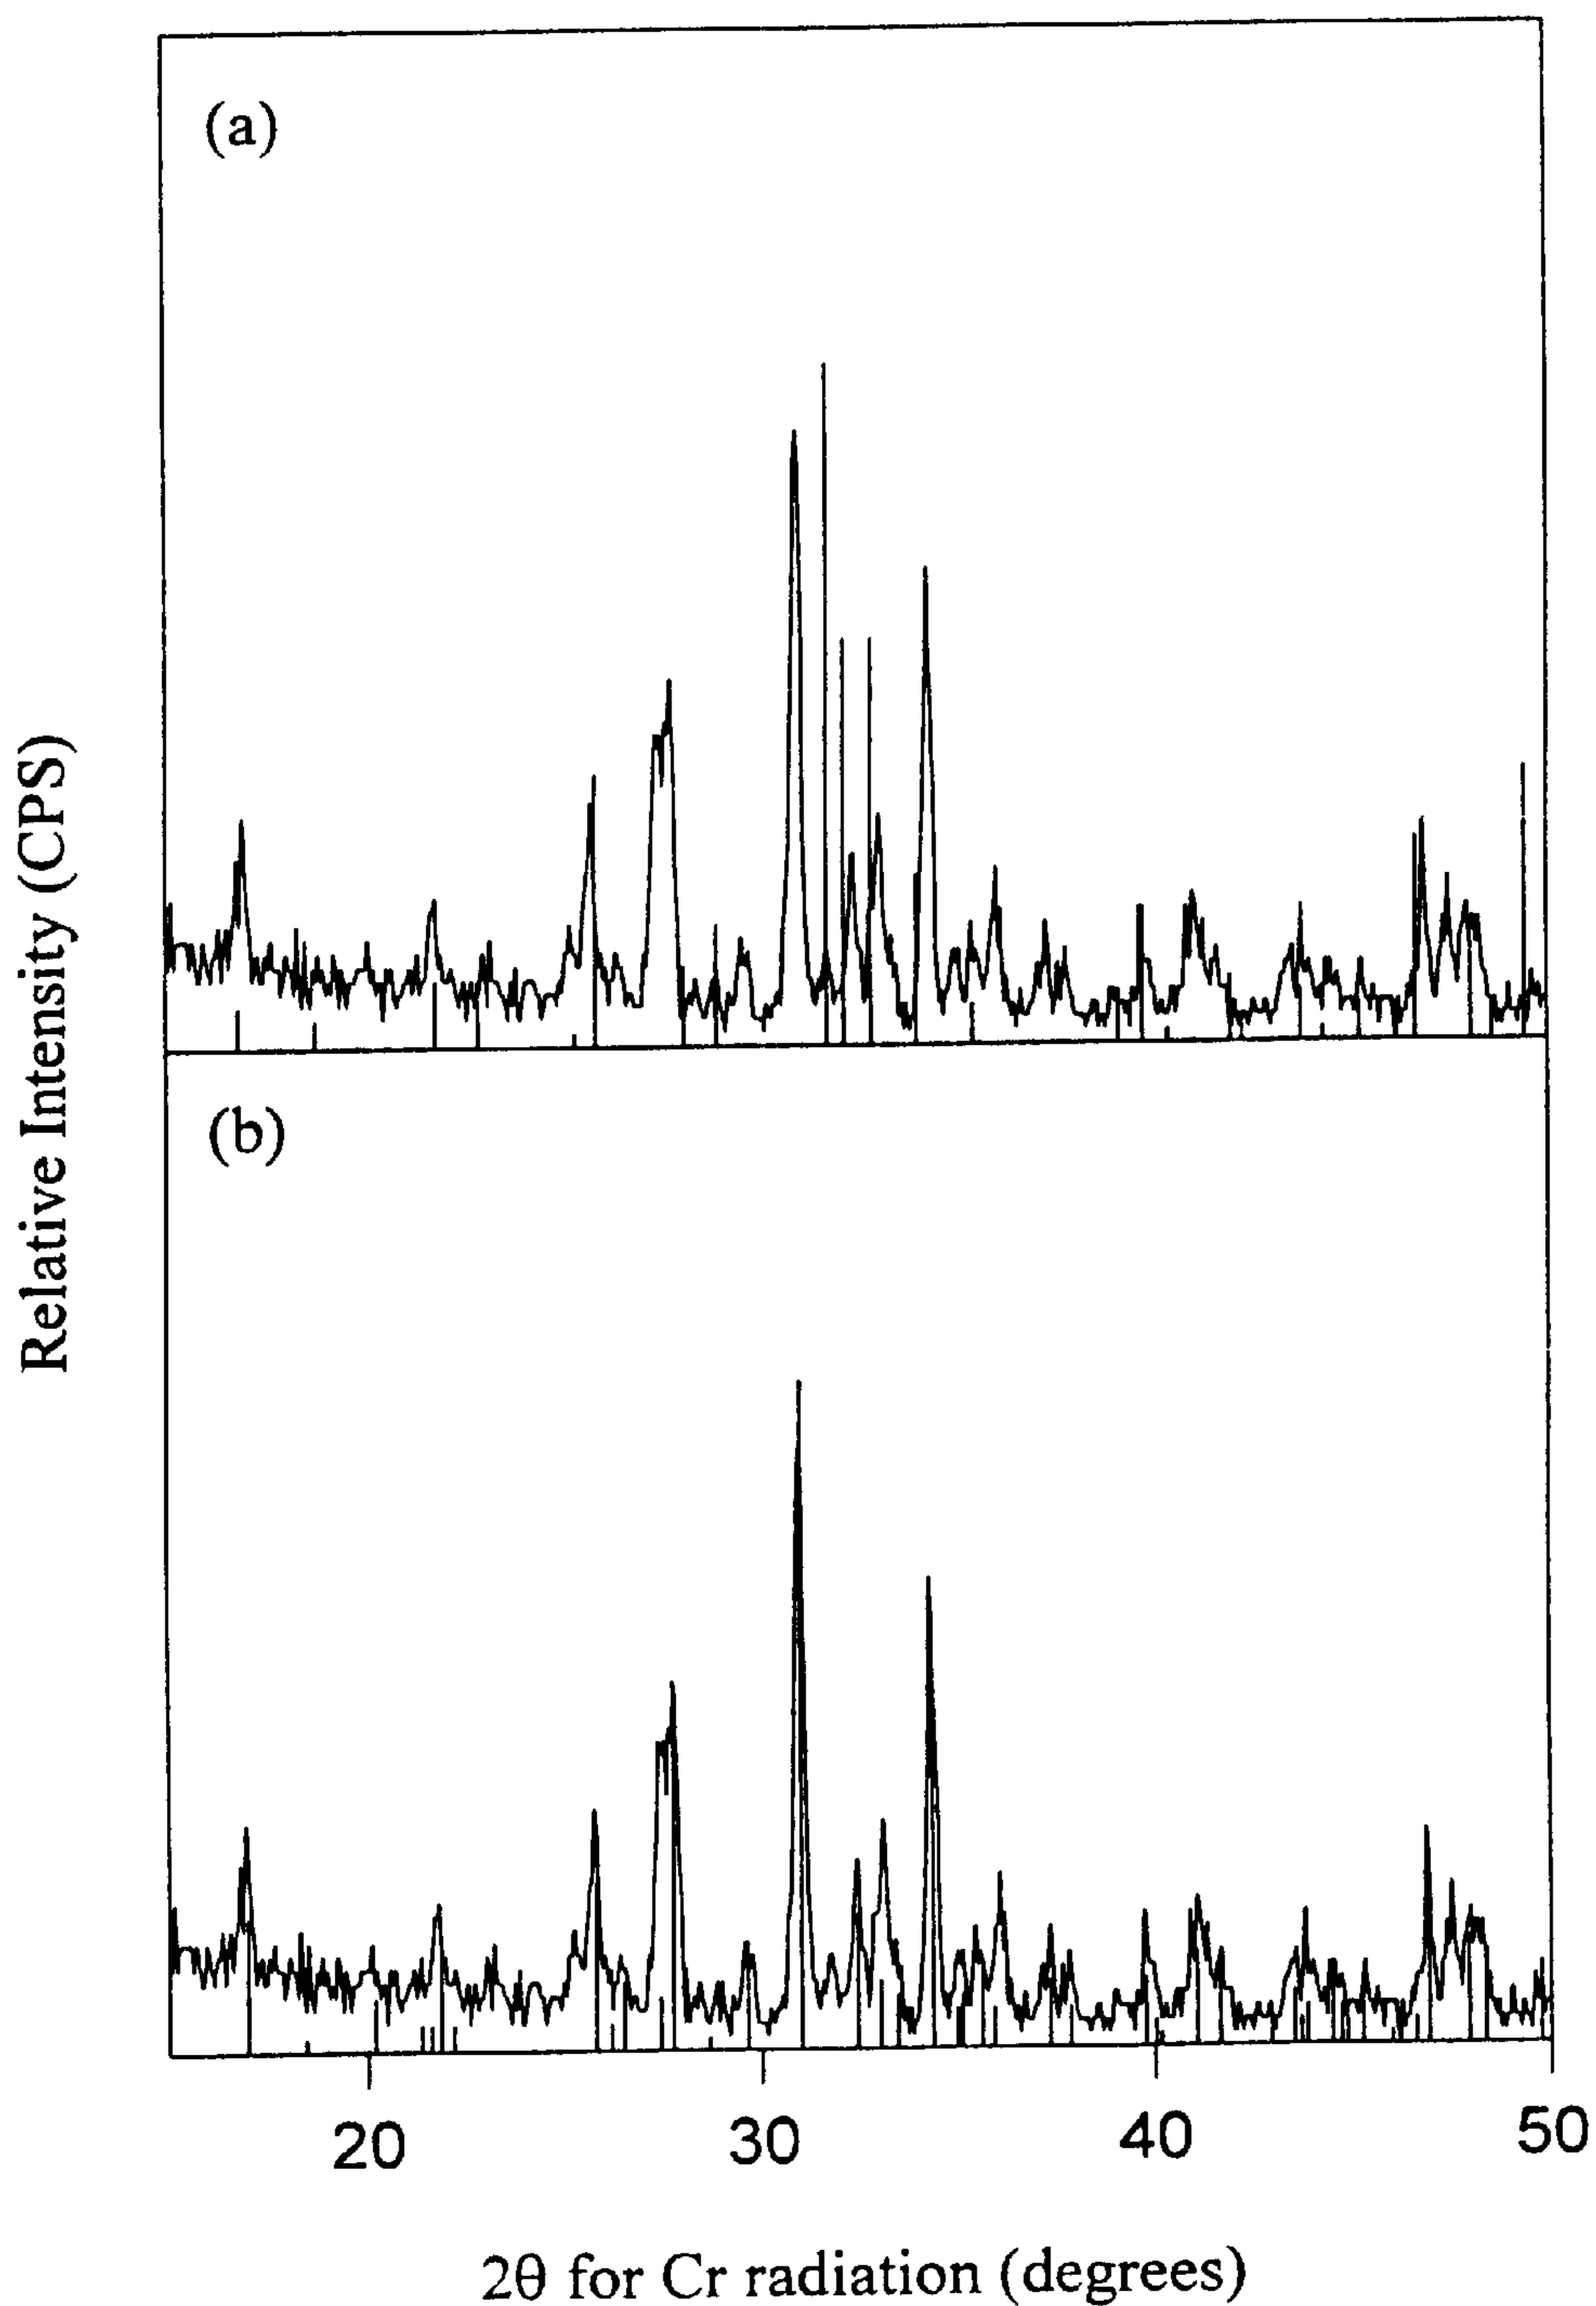 (a)
Relative Intensity (CPS)
(b)
20 30 40 50
2θ for Cr radiation (degrees)